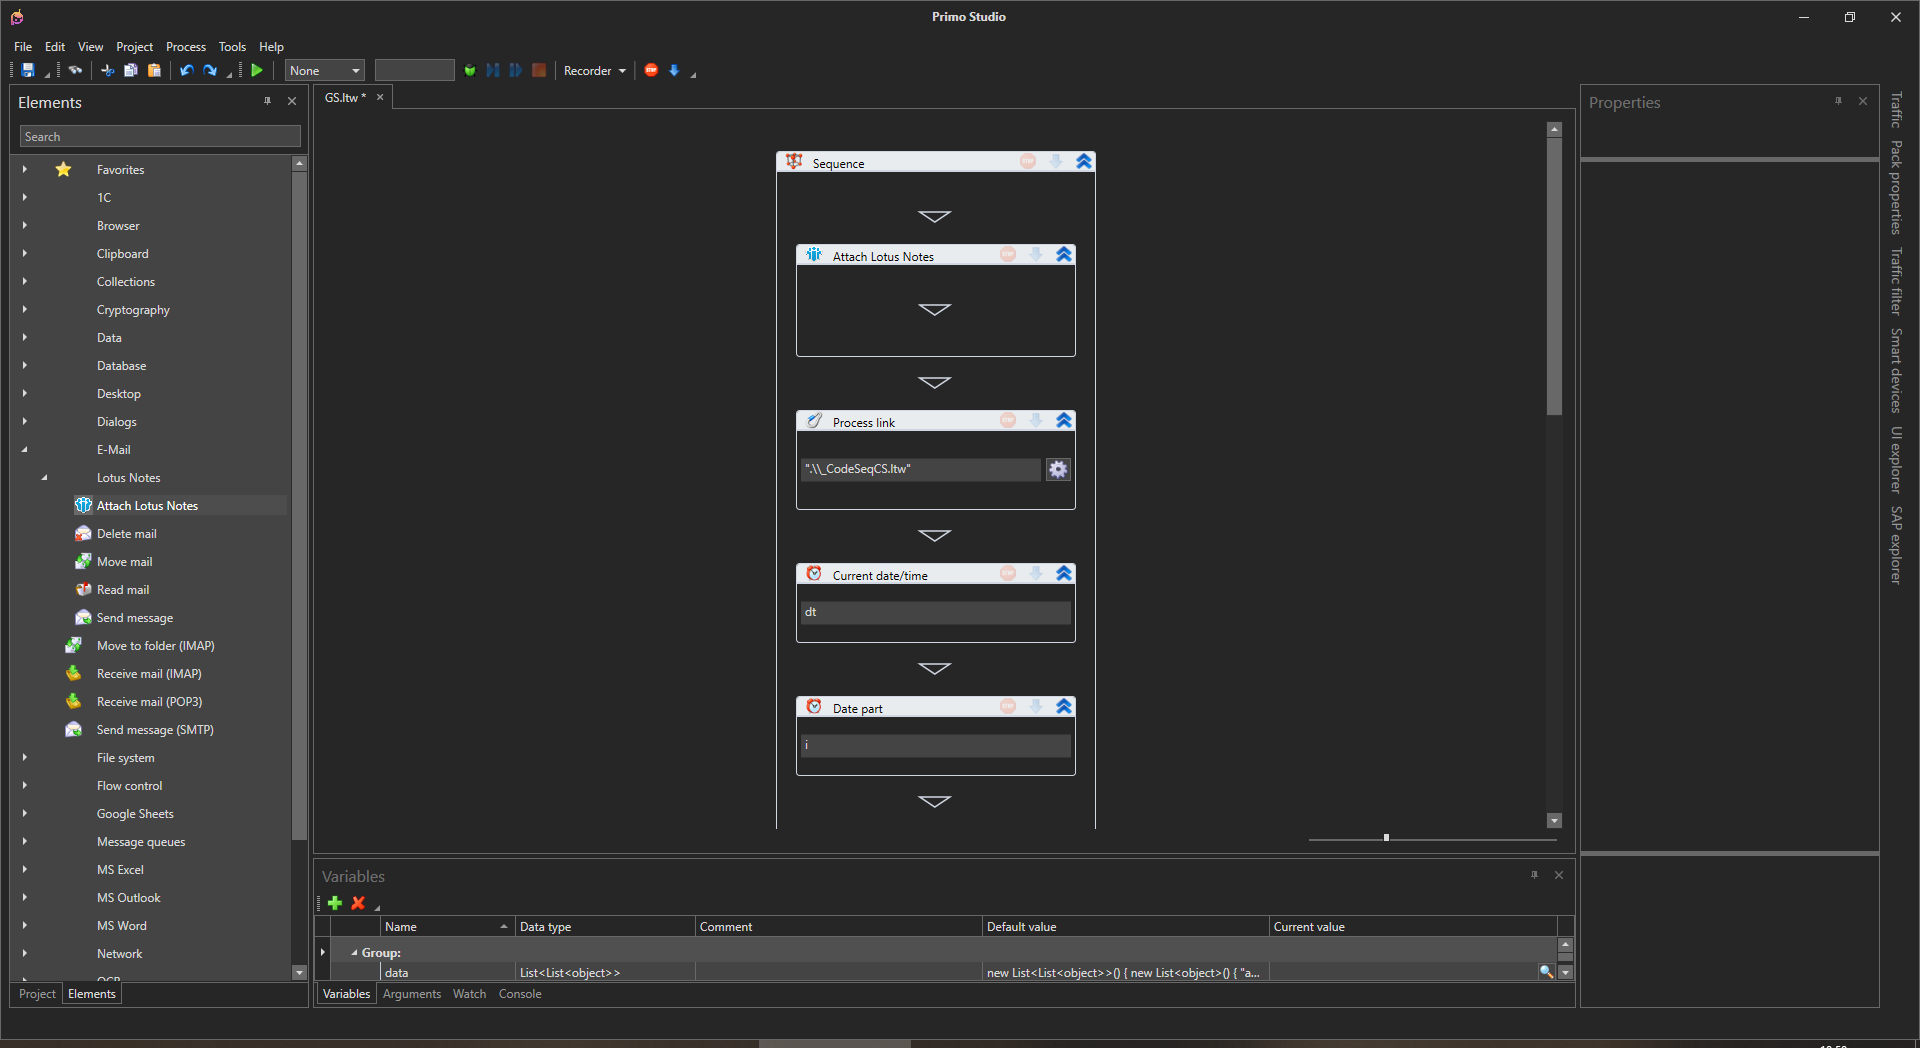 Primo Studio
File Edit View Project Process Tools Help
None
Recorder
Elements
Search
Favorites
1C
Browser
Clipboard
Collections
Cryptography
Data
Database
Desktop
Dialogs
E-Mail
Lotus Notes
Attach Lotus Notes
Delete mail
Move mail
Read mail
Send message
Move to folder (IMAP)
Receive mail (IMAP)
Receive mail (POP3)
Send message (SMTP)
File system
Flow control
Google Sheets
Message queues
MS Excel
MS Outlook
MS Word
Network
Project Elements
GS.ltw *
Sequence
Attach Lotus Notes
Process link
".\\_CodeSeqCS.ltw"
Current date/time
dt
Date part
i
Variables
Name Data type Comment Default value Current value
Group:
data List<List<object>> new List<List<object>>() { new List<object>() { "a...
Variables Arguments Watch Console
Properties
Traffic
Pack properties
Traffic filter
Smart devices
UI explorer
SAP explorer